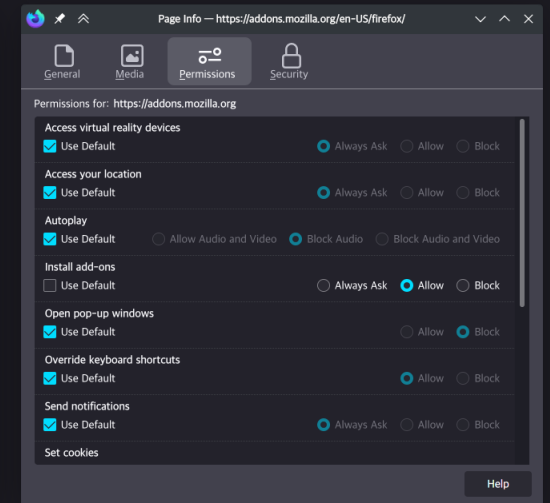 Page Info — https://addons.mozilla.org/en-US/firefox/
General Media Permissions Security
Permissions for: https://addons.mozilla.org
Access virtual reality devices
Use Default Always Ask Allow Block
Access your location
Use Default Always Ask Allow Block
Autoplay
Use Default Allow Audio and Video Block Audio Block Audio and Video
Install add-ons
Use Default Always Ask Allow Block
Open pop-up windows
Use Default Allow Block
Override keyboard shortcuts
Use Default Allow Block
Send notifications
Use Default Always Ask Allow Block
Set cookies
Help